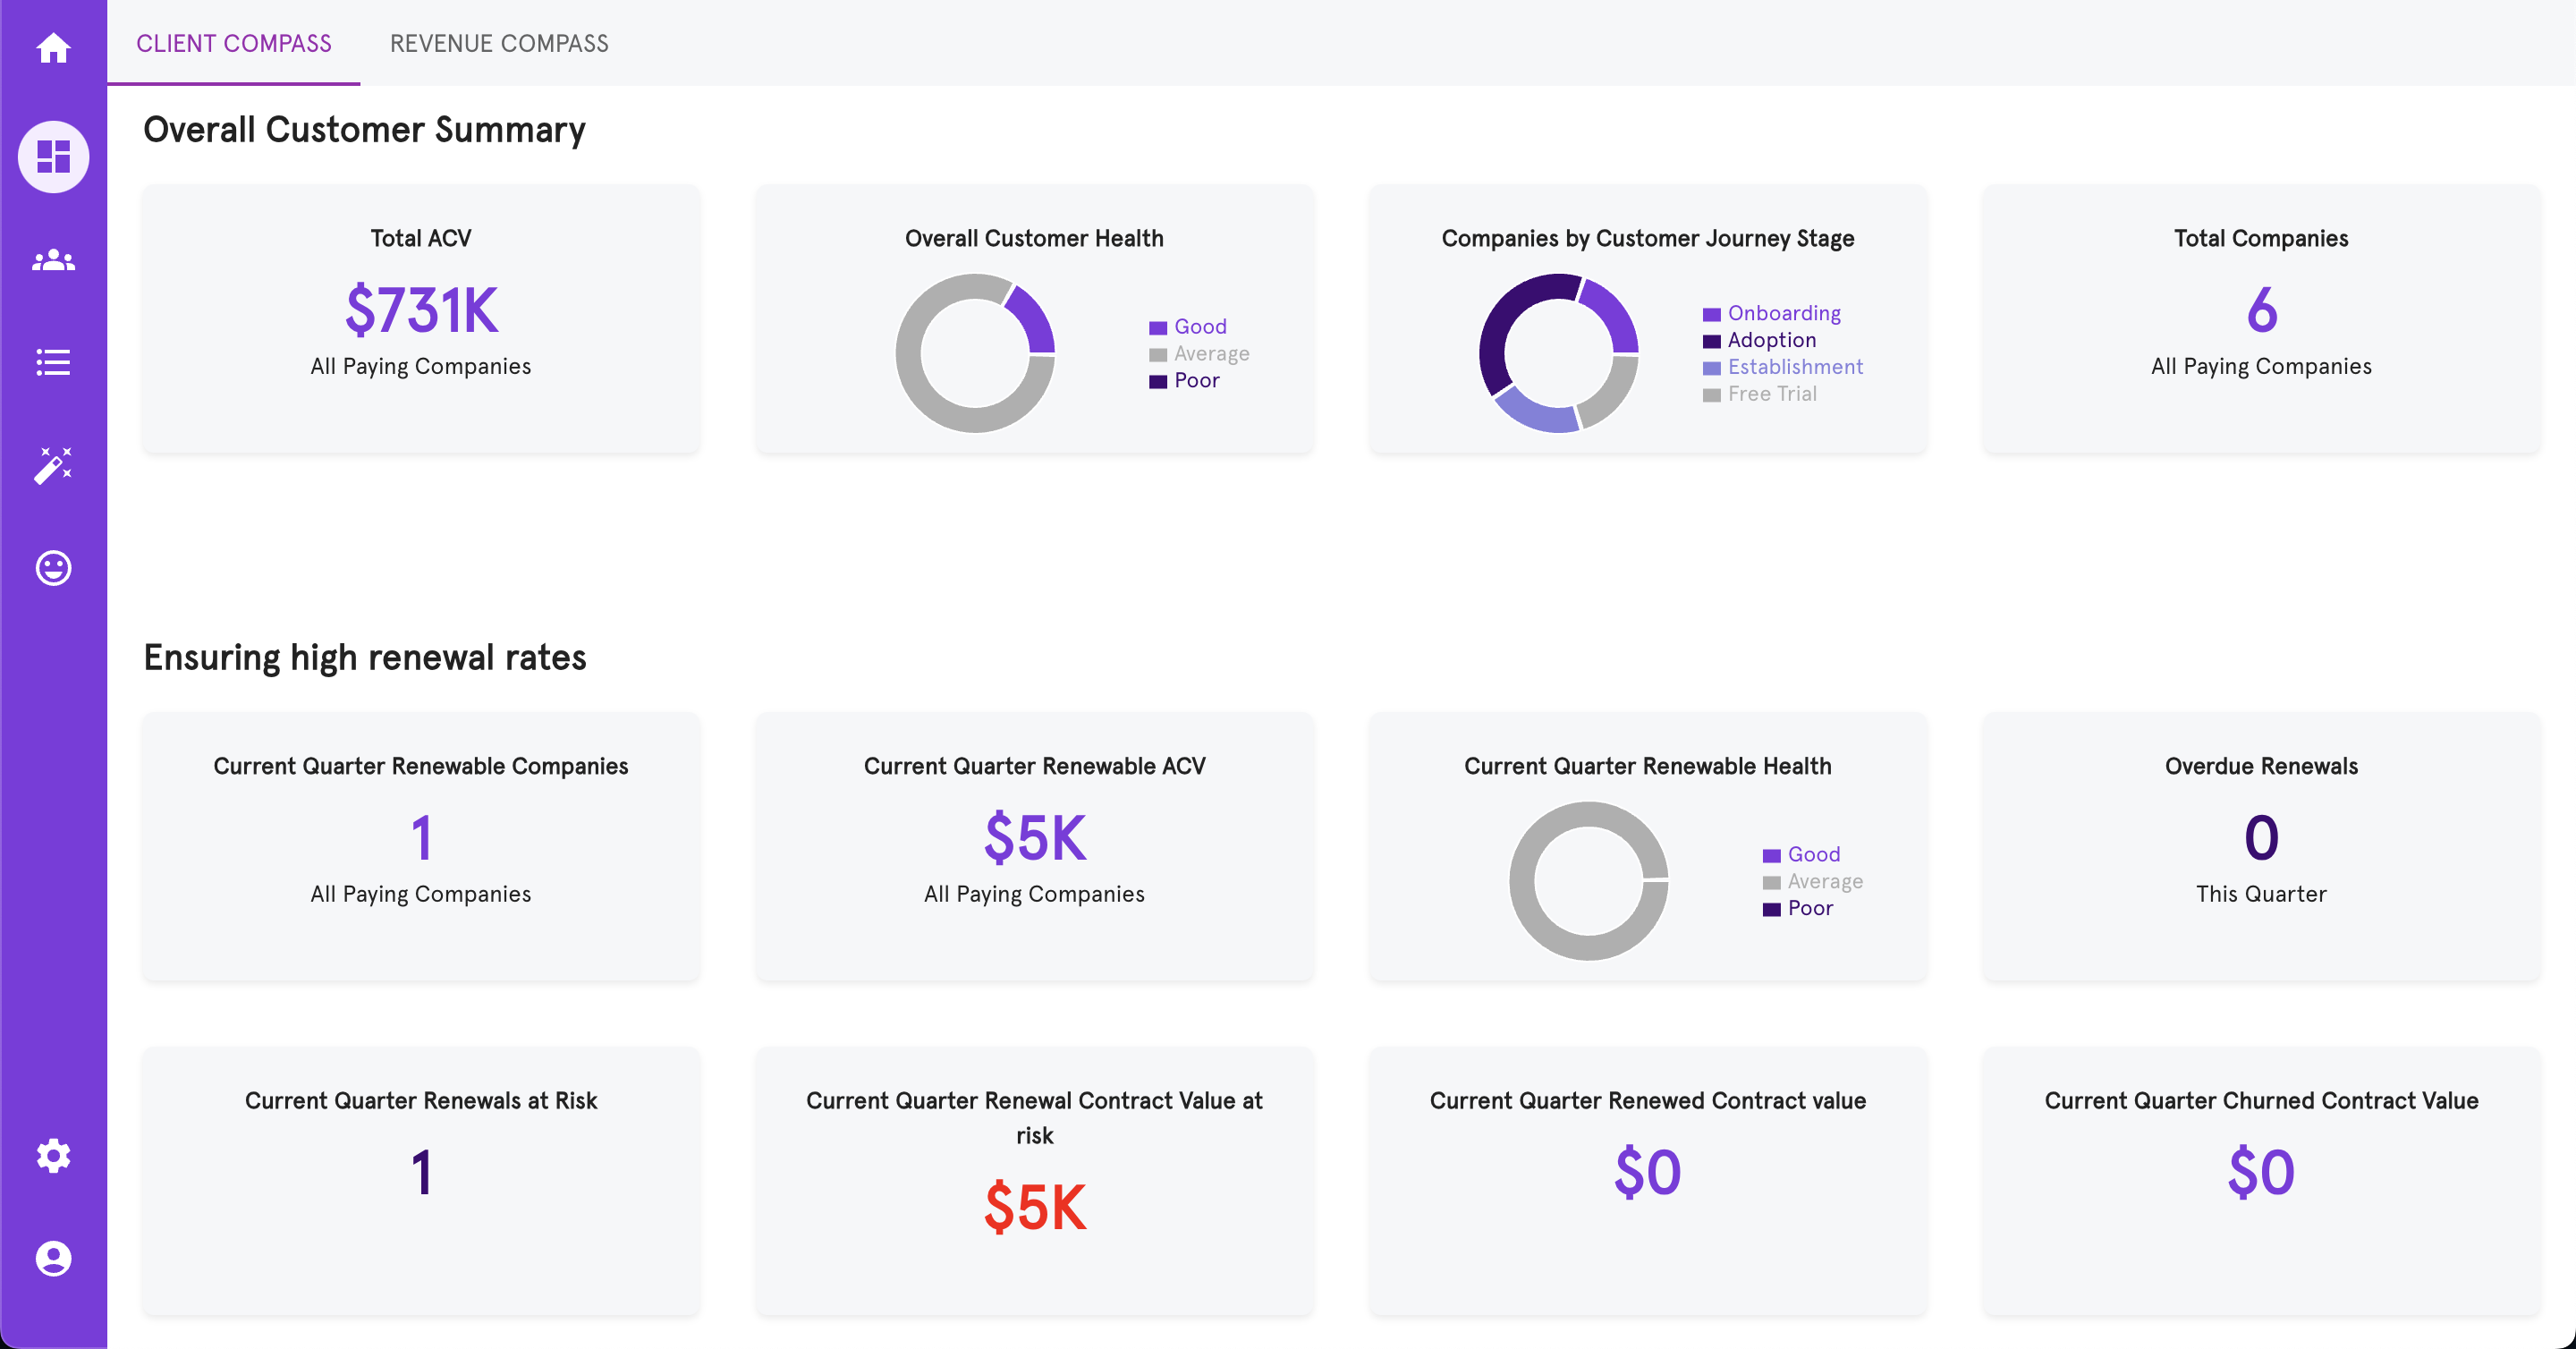 CLIENT COMPASS
REVENUE COMPASS
Overall Customer Summary
Total ACV
$731K
All Paying Companies
Overall Customer Health
Good
Average
Poor
Companies by Customer Journey Stage
Onboarding
Adoption
Establishment
Free Trial
Total Companies
6
All Paying Companies
Ensuring high renewal rates
Current Quarter Renewable Companies
1
All Paying Companies
Current Quarter Renewable ACV
$5K
All Paying Companies
Current Quarter Renewable Health
Good
Average
Poor
Overdue Renewals
0
This Quarter
Current Quarter Renewals at Risk
1
Current Quarter Renewal Contract Value at
risk
$5K
Current Quarter Renewed Contract value
$0
Current Quarter Churned Contract Value
$0